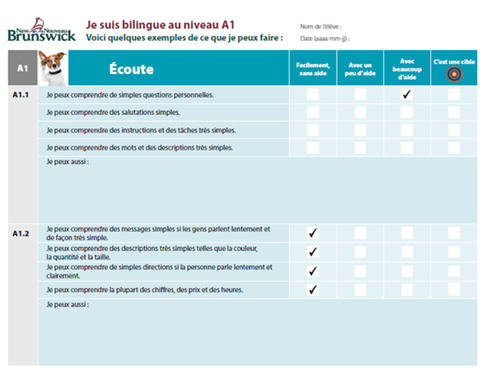 New Nouveau
Brunswick
Je suis bilingue au niveau A1
Voici quelques exemples de ce que je peux faire :
Nom de l'élève :
Date (aaaa-mm-jj) :
A1
Écoute
Facilement,
sans aide
Avec un
peu d'aide
Avec
beaucoup
d'aide
C'est une cible
A1.1
Je peux comprendre de simples questions personnelles.
Je peux comprendre des salutations simples.
Je peux comprendre des instructions et des tâches très simples.
Je peux comprendre des mots et des descriptions très simples.
Je peux aussi :
A1.2
Je peux comprendre des messages simples si les gens parlent lentement et
de façon très simple.
Je peux comprendre des descriptions très simples telles que la couleur,
la quantité et la taille.
Je peux comprendre de simples directions si la personne parle lentement et
clairement.
Je peux comprendre la plupart des chiffres, des prix et des heures.
Je peux aussi :